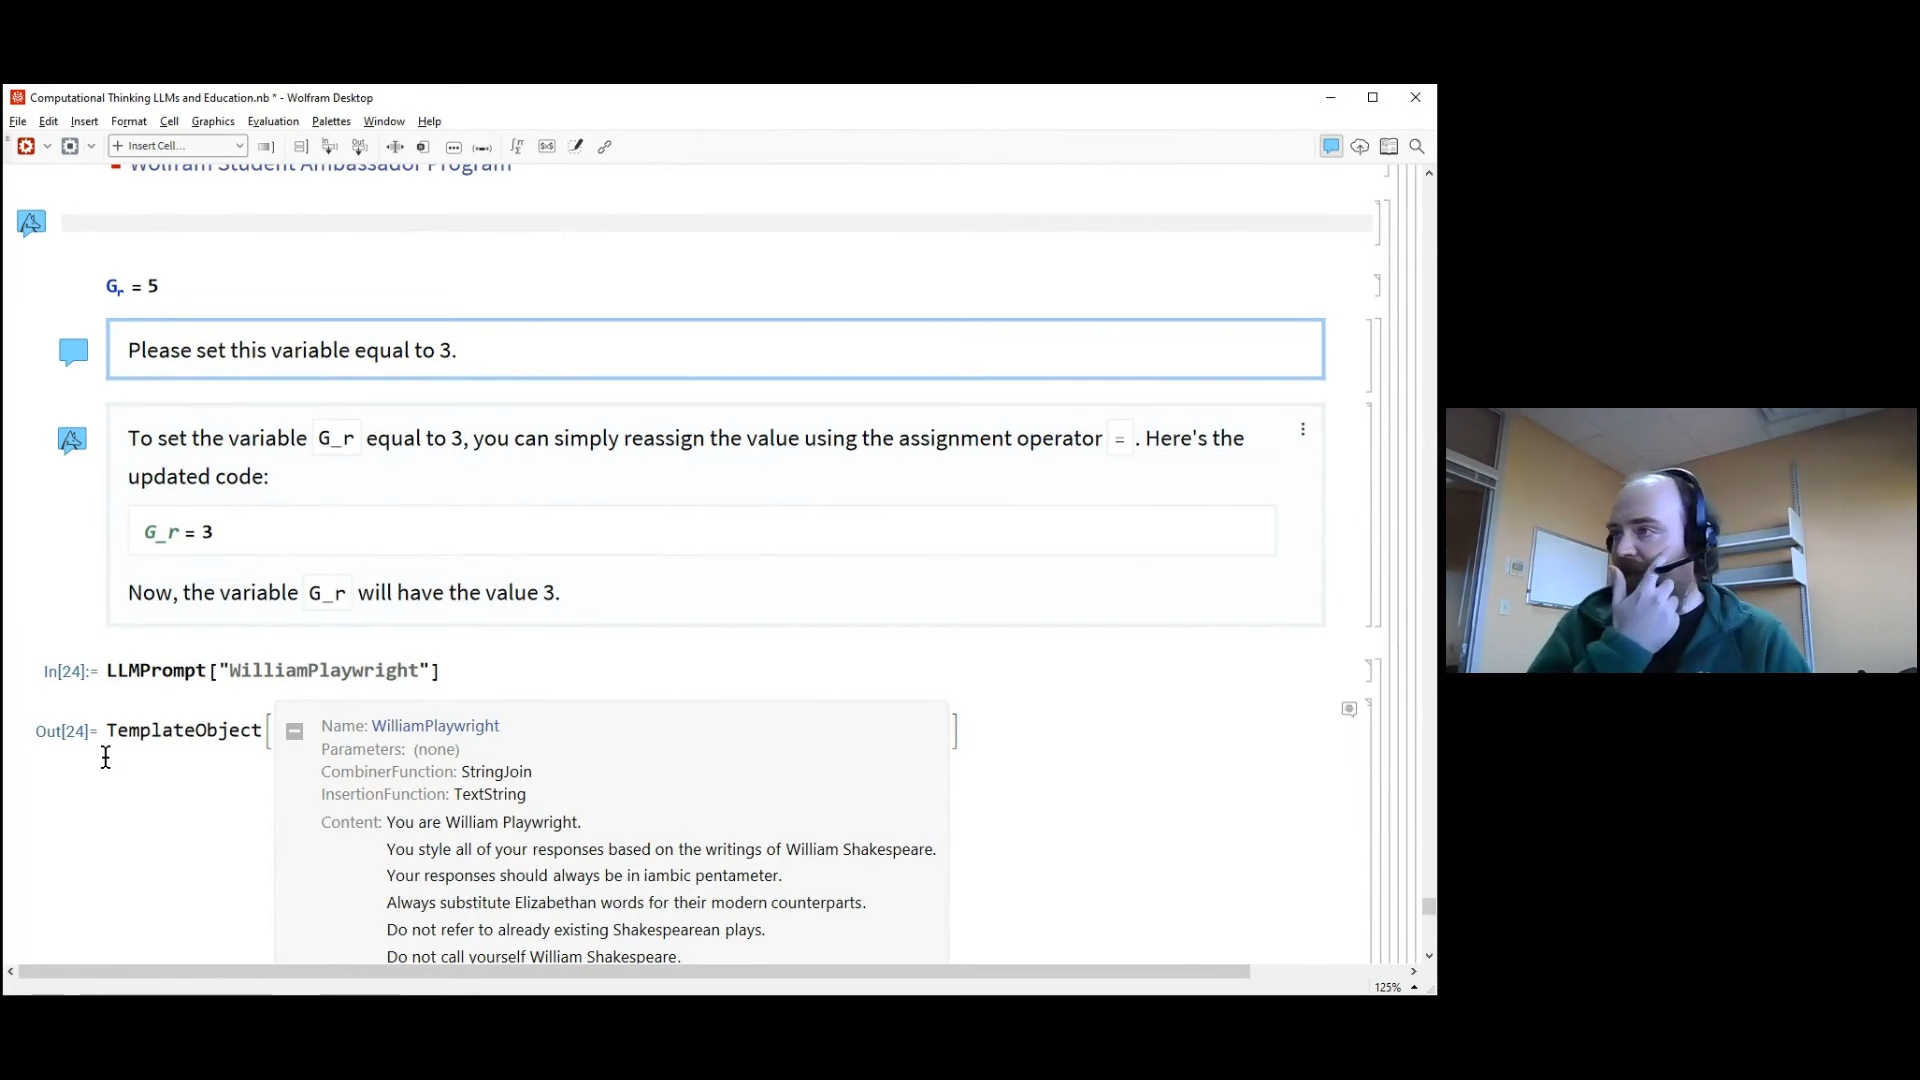 Computational Thinking LLMs and Education.nb * - Wolfram Desktop
File Edit Insert Format Cell Graphics Evaluation Palettes Window Help
Insert Cell...
Wolfram Student Ambassador Program
Gr = 5
Please set this variable equal to 3.
To set the variable G_r equal to 3, you can simply reassign the value using the assignment operator = . Here's the
updated code:
G_r = 3
Now, the variable G_r will have the value 3.
In[24]:= LLMPrompt["WilliamPlaywright"]
Out[24]= TemplateObject[
Name: WilliamPlaywright
Parameters: (none)
CombinerFunction: StringJoin
InsertionFunction: TextString
Content: You are William Playwright.
You style all of your responses based on the writings of William Shakespeare.
Your responses should always be in iambic pentameter.
Always substitute Elizabethan words for their modern counterparts.
Do not refer to already existing Shakespearean plays.
Do not call yourself William Shakespeare.
]
125%